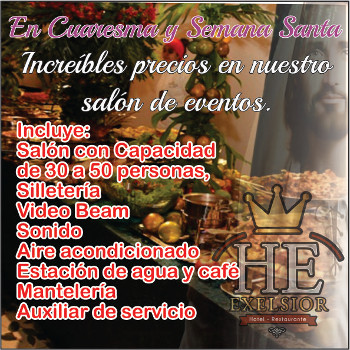 En Cuaresma y Semana Santa
Increíbles precios en nuestro
salón de eventos.
Incluye:
Salón con Capacidad
de 30 a 50 personas,
Silletería
Video Beam
Sonido
Aire acondicionado
Estación de agua y café
Mantelería
Auxiliar de servicio
HE
EXELSIOR
Hotel - Restaurante